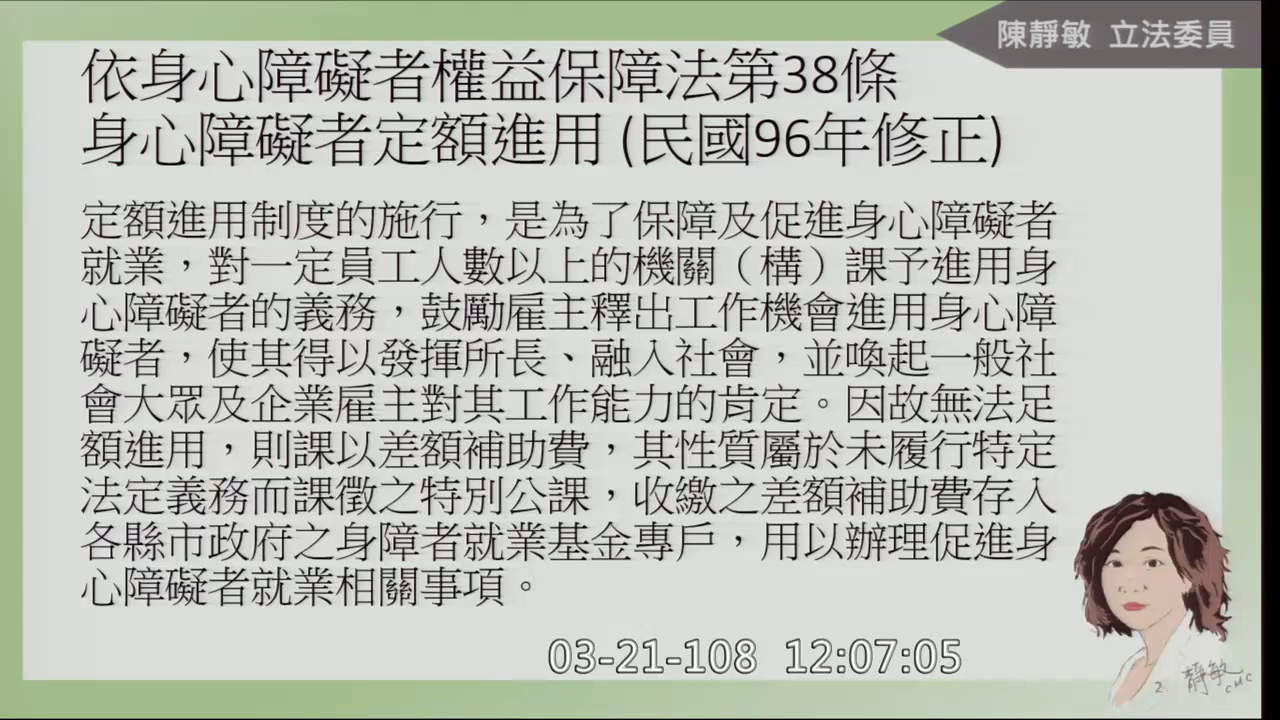 陳靜敏 立法委員
依身心障礙者權益保障法第38條
身心障礙者定額進用 (民國96年修正)
定額進用制度的施行，是為了保障及促進身心障礙者
就業，對一定員工人數以上的機關（構）課予進用身
心障礙者的義務，鼓勵雇主釋出工作機會進用身心障
礙者，使其得以發揮所長、融入社會，並喚起一般社
會大眾及企業雇主對其工作能力的肯定。因故無法足
額進用，則課以差額補助費，其性質屬於未履行特定
法定義務而課徵之特別公課，收繳之差額補助費存入
各縣市政府之身障者就業基金專戶，用以辦理促進身
心障礙者就業相關事項。
03-21-108 12:07:05
2. 靜敏 CMC